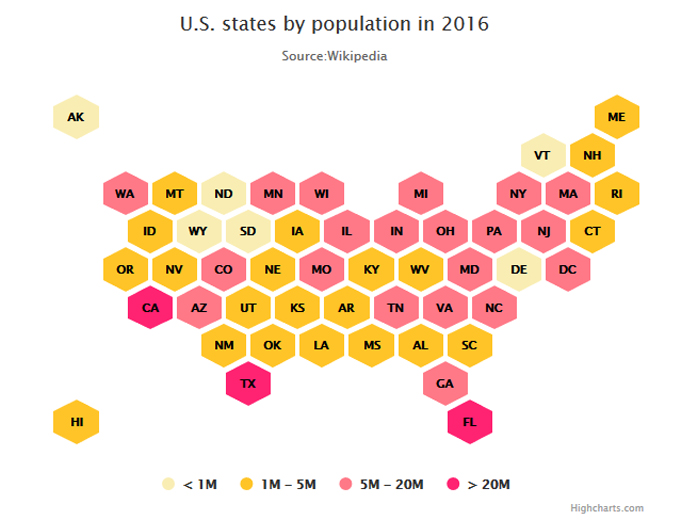 U.S. states by population in 2016
Source:Wikipedia
AK ME
VT NH
WA MT ND MN WI MI NY MA RI
ID WY SD IA IL IN OH PA NJ CT
OR NV CO NE MO KY WV MD DE DC
CA AZ UT KS AR TN VA NC
NM OK LA MS AL SC
TX GA
HI FL
< 1M 1M – 5M 5M – 20M > 20M
Highcharts.com